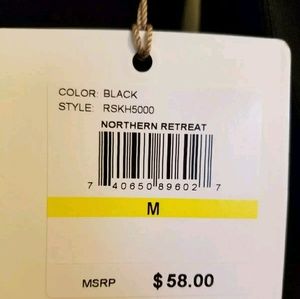 COLOR: BLACK
STYLE: RSKH5000
NORTHERN RETREAT
7 40650 89602 7
M
MSRP $58.00